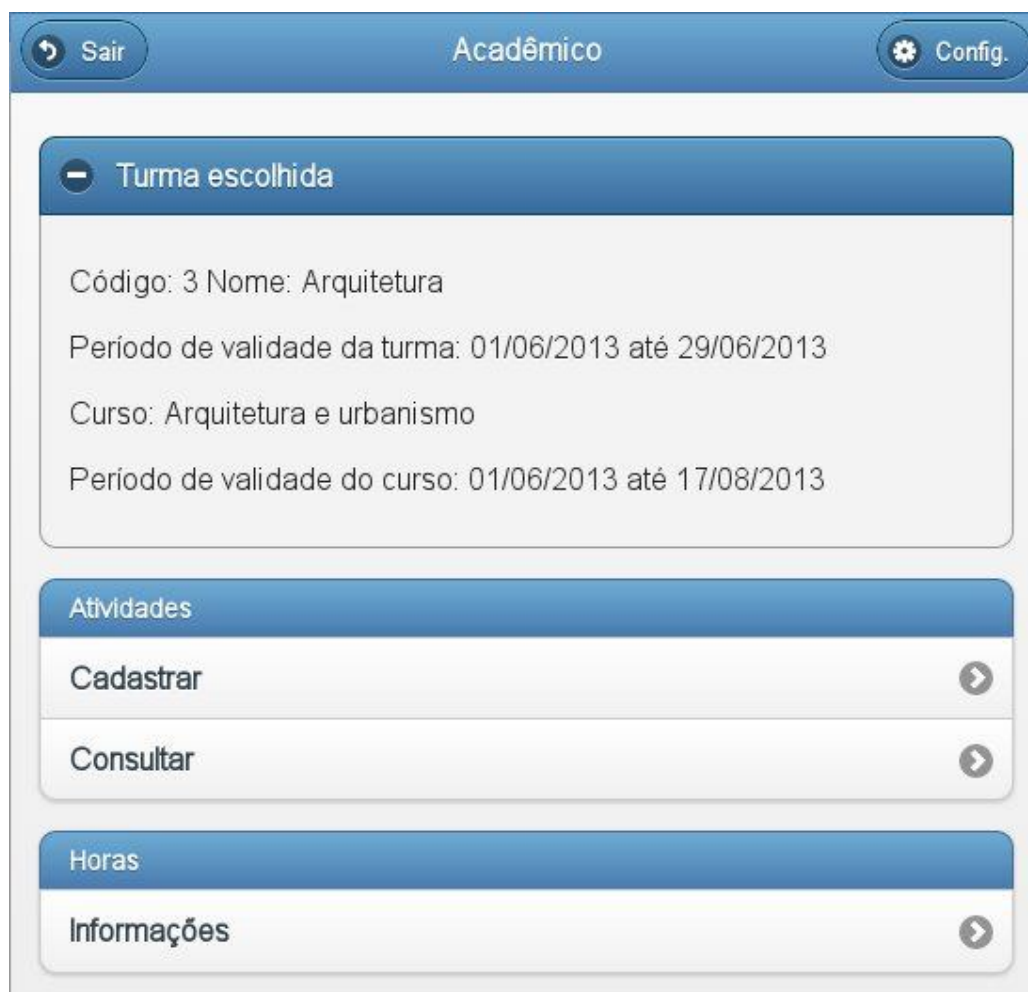 Sair Acadêmico Config.
Turma escolhida
Código: 3 Nome: Arquitetura
Período de validade da turma: 01/06/2013 até 29/06/2013
Curso: Arquitetura e urbanismo
Período de validade do curso: 01/06/2013 até 17/08/2013
Atividades
Cadastrar
Consultar
Horas
Informações